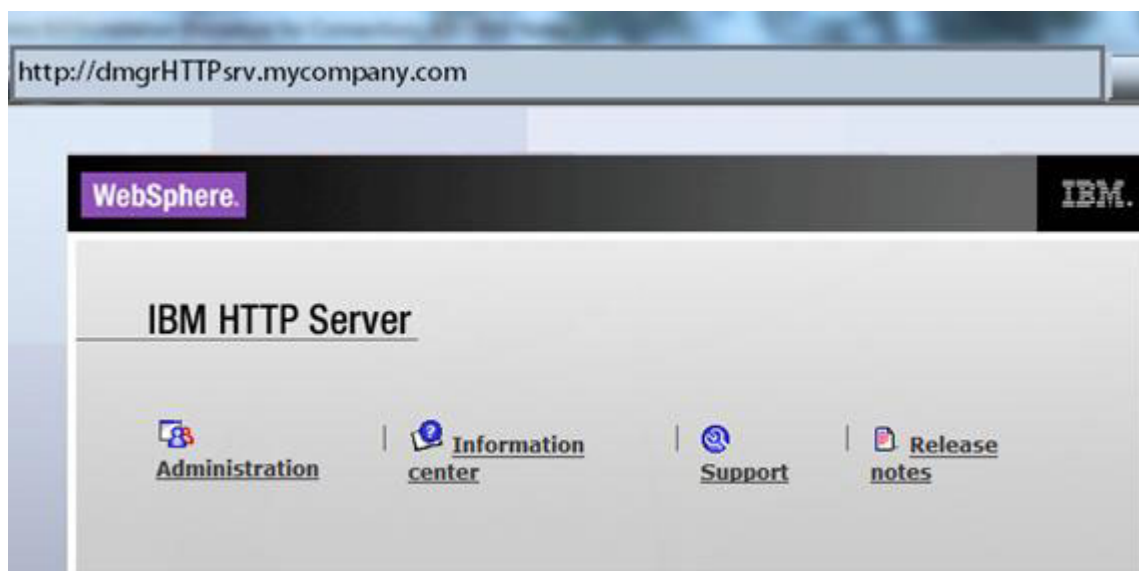 http://dmgrHTTPsrv.mycompany.com
WebSphere. IBM.
IBM HTTP Server
Information Support Release
Administration center notes